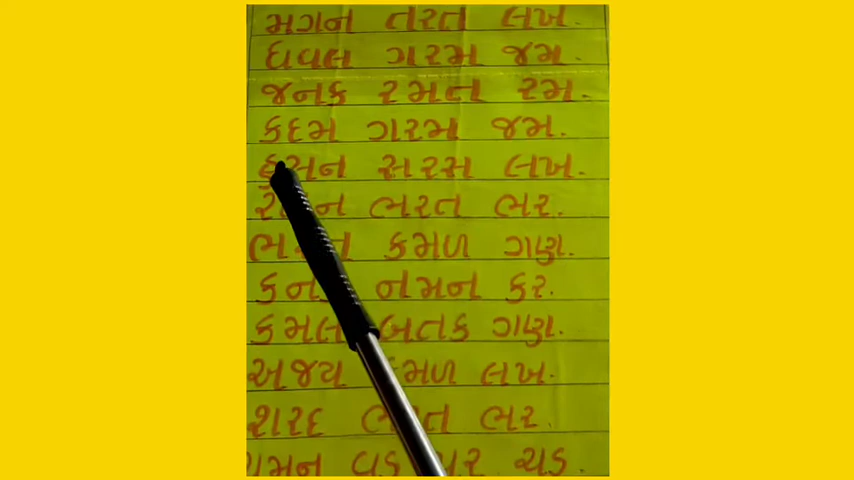 મગન તરત લખ.
ધવલ ગરમ જમ.
જનક રમત રમ.
કદમ ગરમ જમ.
સરસ લખ.
ભરત ભર.
કમળ ગણ.
નમન કર.
કમલ બતક ગણ.
અજય લખ.
શરદ ભર.
ચડ.